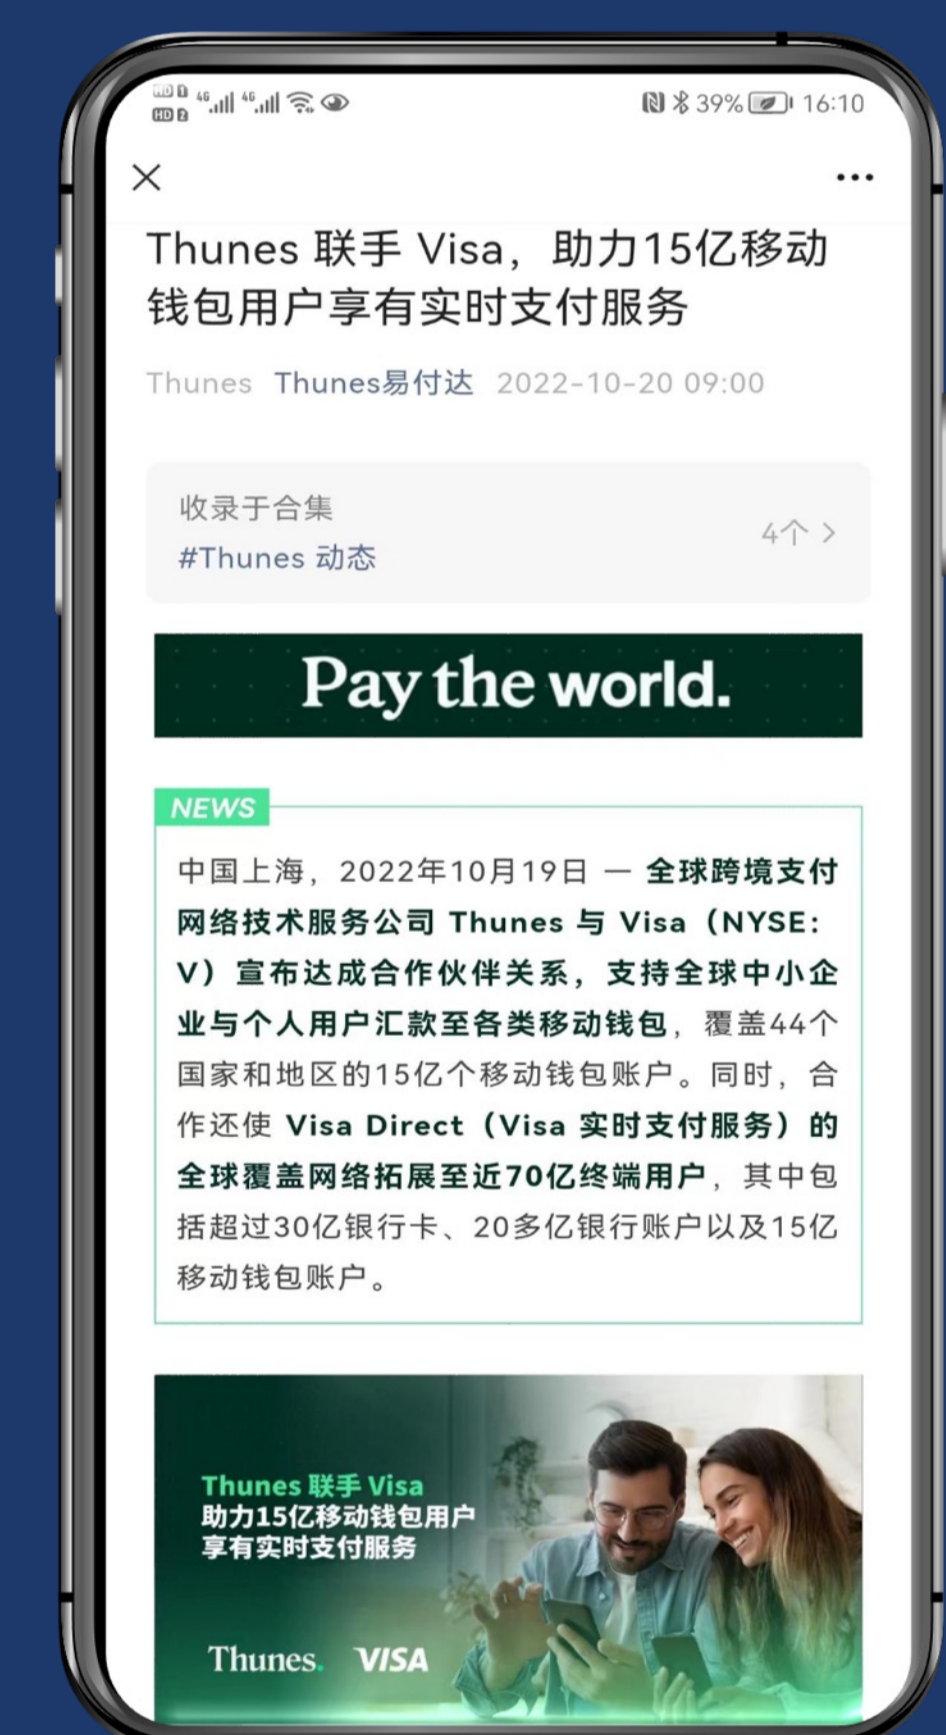 HD 1 4G 4G 39% 16:10
HD 2
Thunes 联手 Visa，助力15亿移动
钱包用户享有实时支付服务
Thunes Thunes易付达 2022-10-20 09:00
收录于合集
#Thunes 动态
4个
Pay the world.
NEWS
中国上海，2022年10月19日 — 全球跨境支付
网络技术服务公司 Thunes 与 Visa（NYSE:
V）宣布达成合作伙伴关系，支持全球中小企
业与个人用户汇款至各类移动钱包，覆盖44个
国家和地区的15亿个移动钱包账户。同时，合
作还使 Visa Direct（Visa 实时支付服务）的
全球覆盖网络拓展至近70亿终端用户，其中包
括超过30亿银行卡、20多亿银行账户以及15亿
移动钱包账户。
Thunes 联手 Visa
助力15亿移动钱包用户
享有实时支付服务
Thunes. VISA